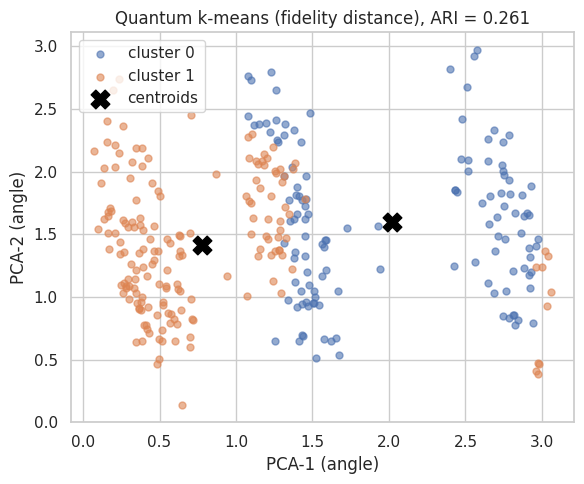 Quantum k-means (fidelity distance), ARI = 0.261
cluster 0
cluster 1
centroids
PCA-2 (angle)
3.0
2.5
2.0
1.5
1.0
0.5
0.0
0.0 0.5 1.0 1.5 2.0 2.5 3.0
PCA-1 (angle)